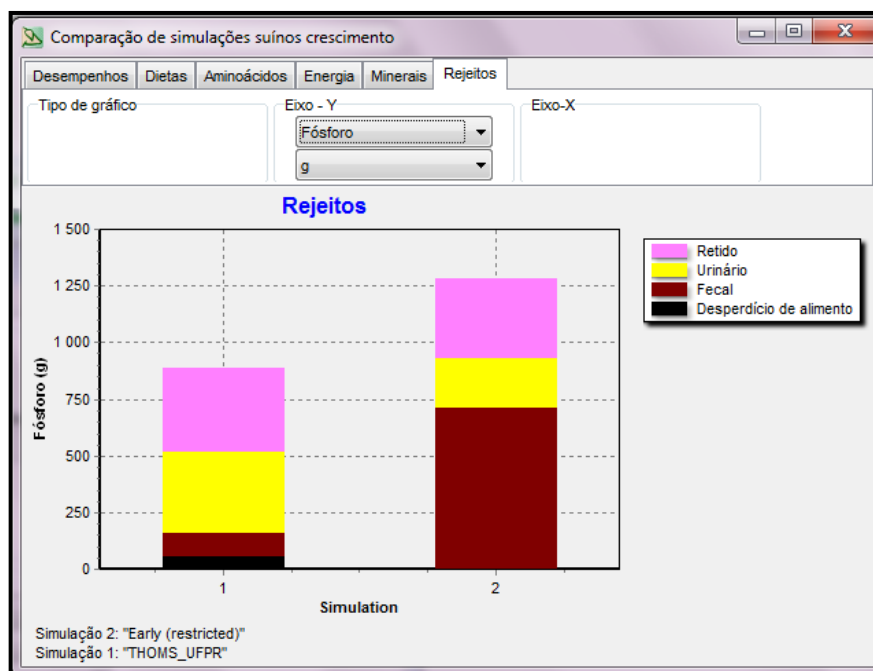 Comparação de simulações suínos crescimento
Desempenhos Dietas Aminoácidos Energia Minerais Rejeitos
Tipo de gráfico Eixo - Y Eixo-X
Fósforo
g
Rejeitos
1 500
1 250
1 000
750
500
250
0
Fósforo (g)
1 2
Simulation
Retido
Urinário
Fecal
Desperdício de alimento
Simulação 2: "Early (restricted)"
Simulação 1: "THOMS_UFPR"